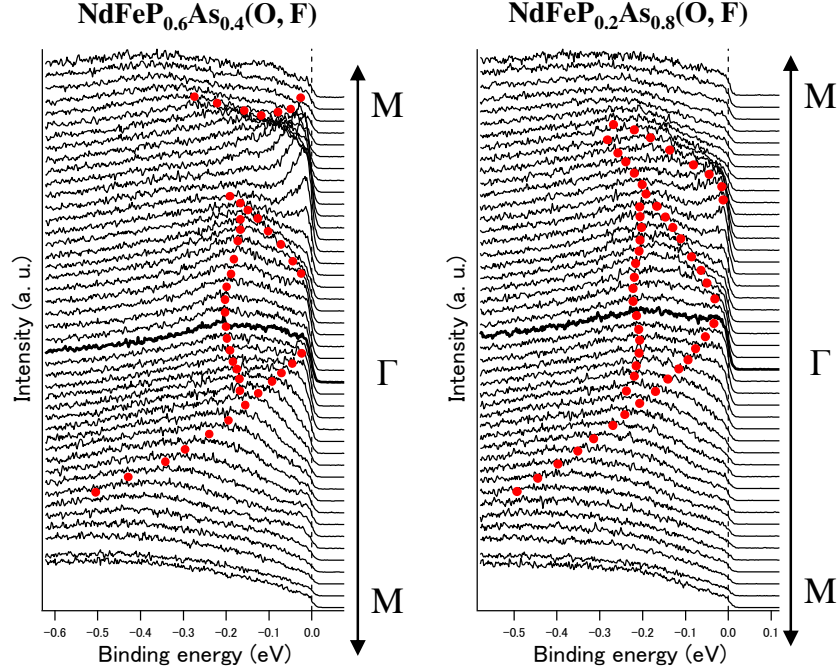 NdFeP₀.₆As₀.₄(O, F)
NdFeP₀.₂As₀.₈(O, F)
Intensity (a. u.)
M
Γ
M
-0.6 -0.5 -0.4 -0.3 -0.2 -0.1 0.0
Binding energy (eV)
Intensity (a. u.)
M
Γ
M
-0.5 -0.4 -0.3 -0.2 -0.1 0.0 0.1
Binding energy (eV)